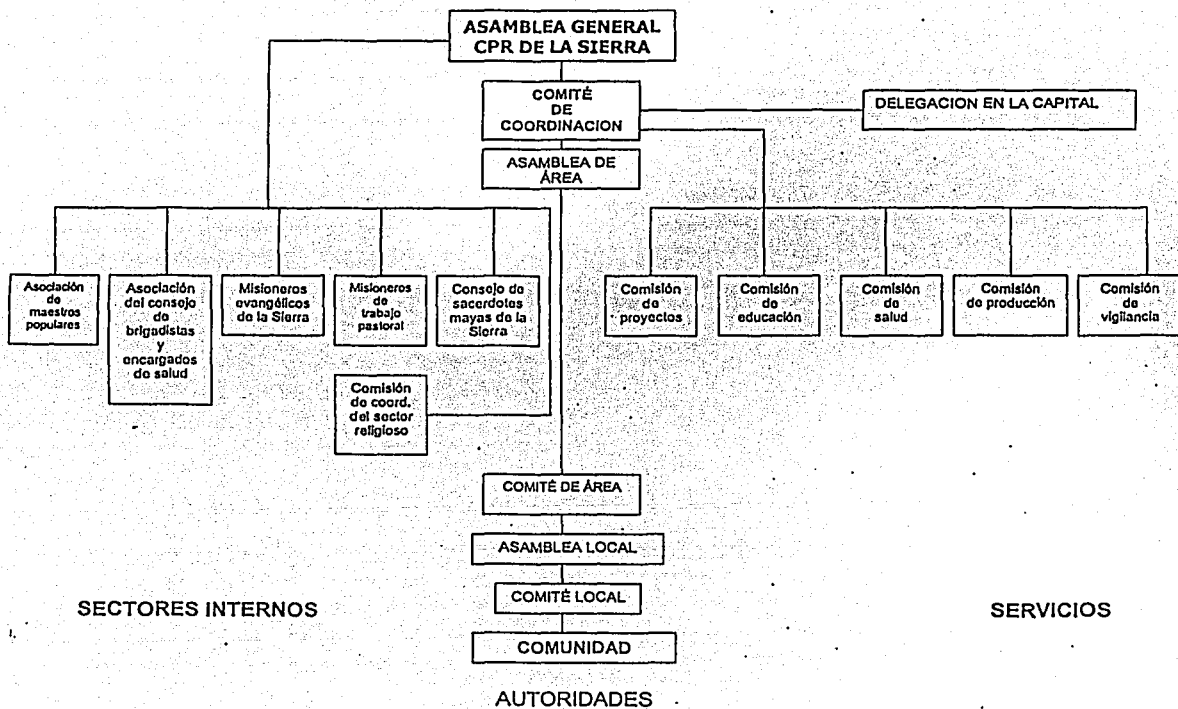 ASAMBLEA GENERAL
CPR DE LA SIERRA
COMITÉ
DE
COORDINACION
DELEGACION EN LA CAPITAL
ASAMBLEA DE
ÁREA
Asociación
de
maestros
populares
Asociación
del consejo
de
brigadistas
y
encargados
de salud
Misioneros
evangélicos
de la Sierra
Misioneros
de
trabajo
pastoral
Consejo de
sacerdotes
mayas de la
Sierra
Comisión
de
proyectos
Comisión
de
educación
Comisión
de
salud
Comisión
de producción
Comisión
de
vigilancia
Comisión
de coord.
del sector
religioso
COMITÉ DE ÁREA
ASAMBLEA LOCAL
COMITÉ LOCAL
SECTORES INTERNOS
SERVICIOS
COMUNIDAD
AUTORIDADES